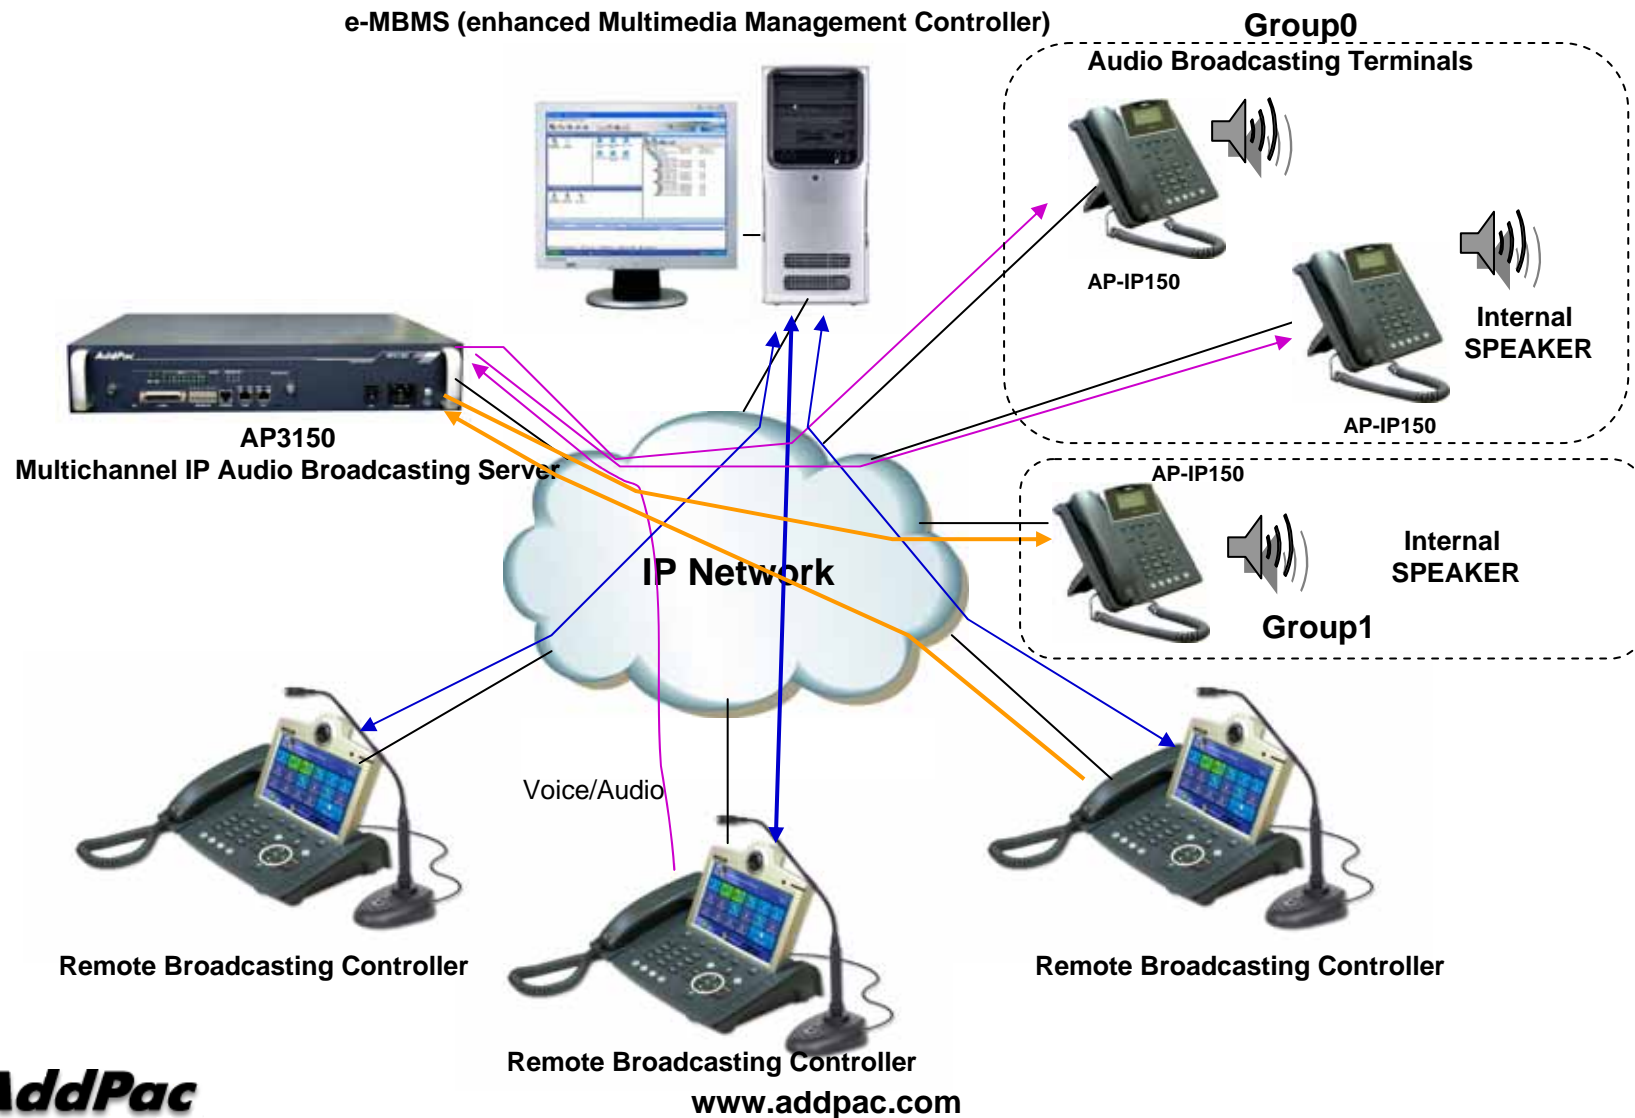 e-MBMS (enhanced Multimedia Management Controller)
Group0
Audio Broadcasting Terminals
AP-IP150
Internal
SPEAKER
AP-IP150
AddPac
AP3150
Multichannel IP Audio Broadcasting Server
AP-IP150
Internal
SPEAKER
Group1
IP Network
Voice/Audio
Remote Broadcasting Controller
Remote Broadcasting Controller
Remote Broadcasting Controller
AddPac
www.addpac.com